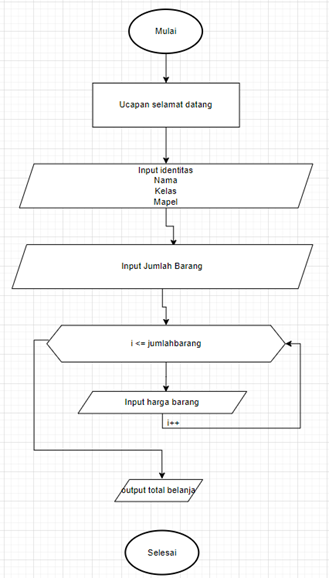 Mulai
Ucapan selamat datang
Input identitas
Nama
Kelas
Mapel
Input Jumlah Barang
i <= jumlahbarang
Input harga barang
i++
output total belanja
Selesai